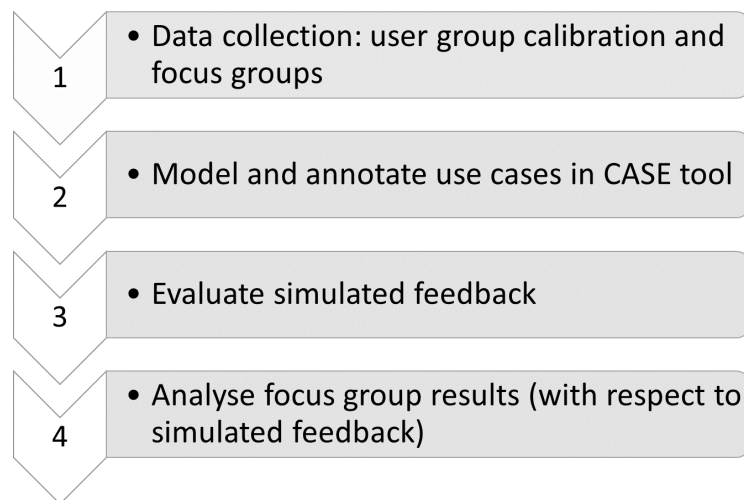 1
• Data collection: user group calibration and
focus groups
2
• Model and annotate use cases in CASE tool
3
• Evaluate simulated feedback
4
• Analyse focus group results (with respect to
simulated feedback)